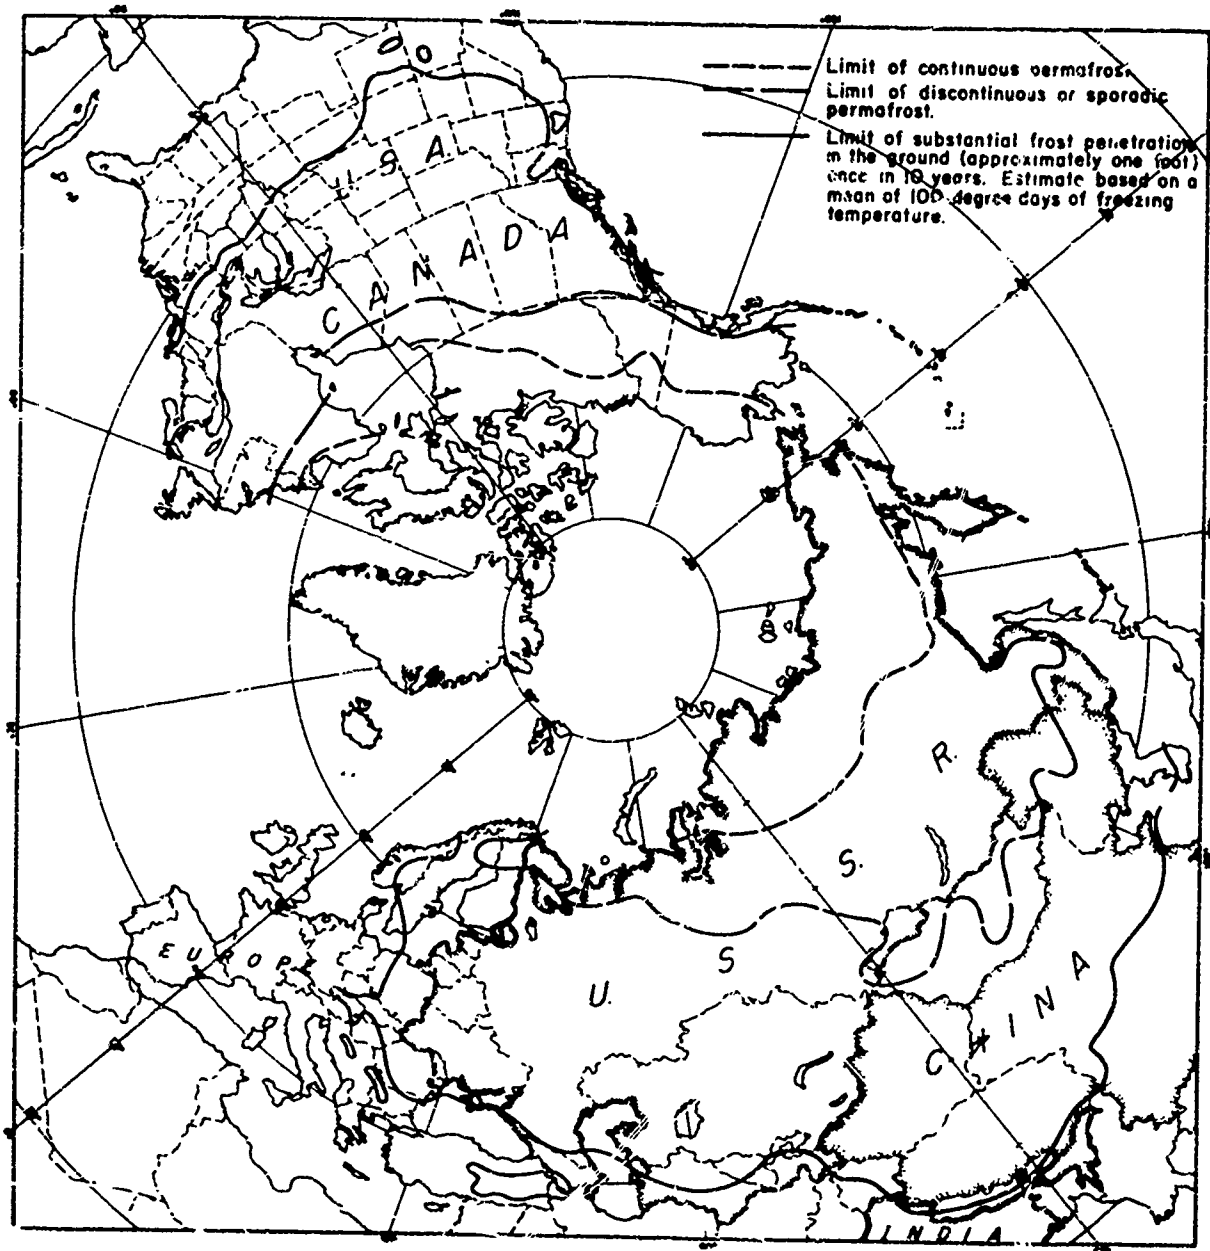 Limit of continuous permafrost.
Limit of discontinuous or sporadic
permafrost.
Limit of substantial frost penetration
in the ground (approximately one foot)
once in 10 years. Estimate based on a
mean of 100 degree days of freezing
temperature.
U. S A
C A N A D A
R.
S.
S
U.
E U R O P E
C H I N A
I N D I A